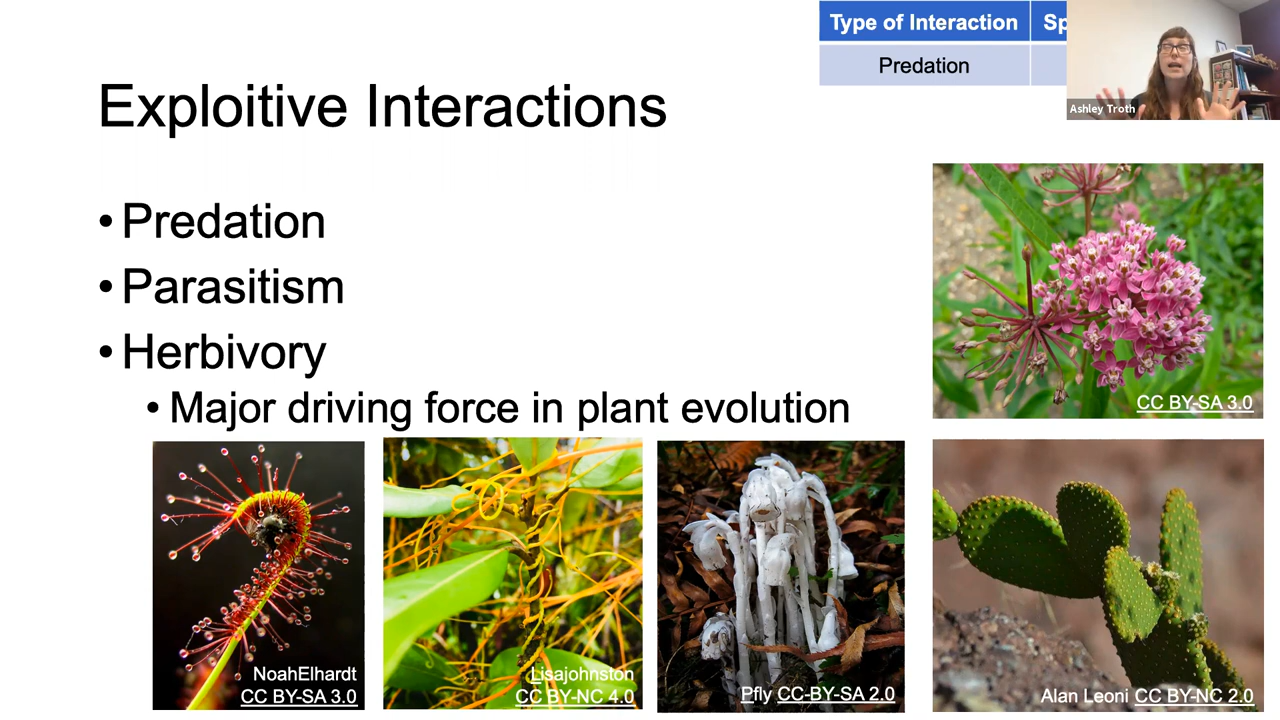 Type of Interaction Sp
Predation
Ashley Troth
Exploitive Interactions
• Predation
• Parasitism
• Herbivory
• Major driving force in plant evolution
CC BY-SA 3.0
NoahElhardt
CC BY-SA 3.0
Lisajohnston
CC BY-NC 4.0
Pfly CC-BY-SA 2.0
Alan Leoni CC BY-NC 2.0